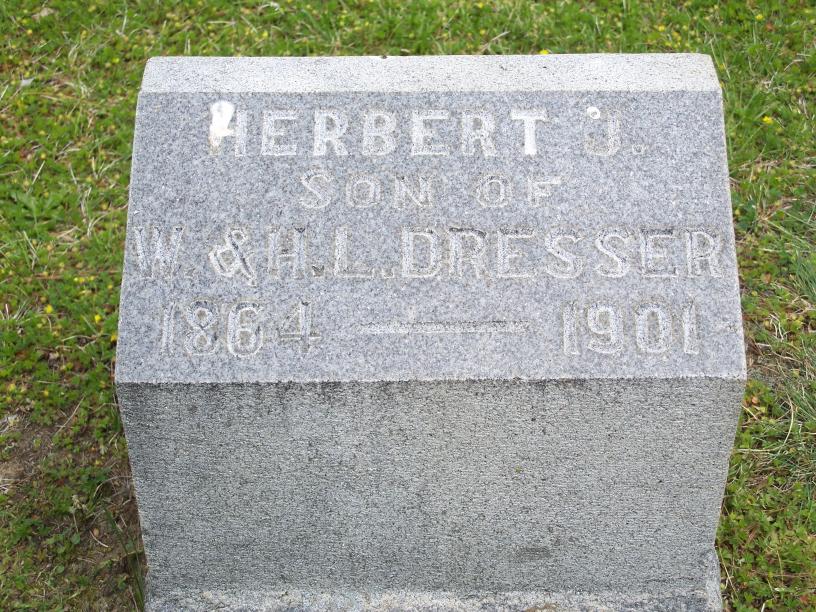 HERBERT J.
SON OF
W. & H. L. DRESSER
1864 — 1901